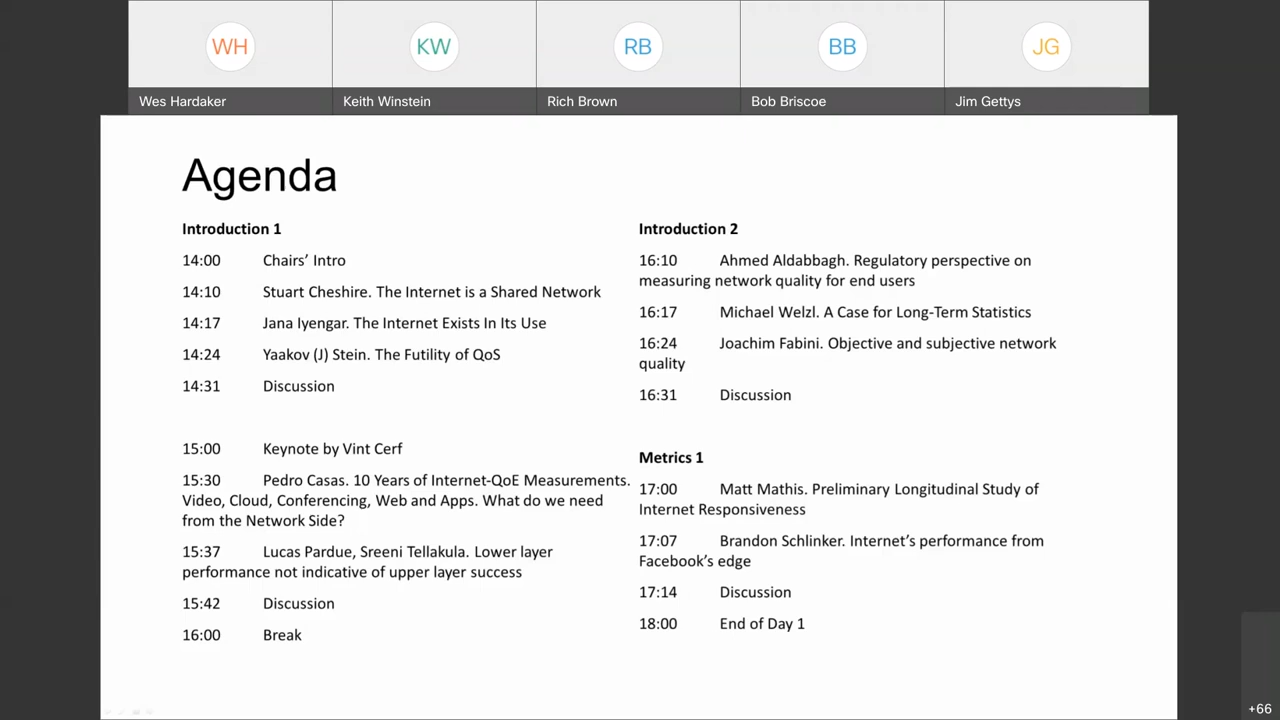 WH
KW
RB
BB
JG
Wes Hardaker
Keith Winstein
Rich Brown
Bob Briscoe
Jim Gettys
Agenda
Introduction 1
14:00 Chairs’ Intro
14:10 Stuart Cheshire. The Internet is a Shared Network
14:17 Jana Iyengar. The Internet Exists In Its Use
14:24 Yaakov (J) Stein. The Futility of QoS
14:31 Discussion
15:00 Keynote by Vint Cerf
15:30 Pedro Casas. 10 Years of Internet-QoE Measurements.
Video, Cloud, Conferencing, Web and Apps. What do we need
from the Network Side?
15:37 Lucas Pardue, Sreeni Tellakula. Lower layer
performance not indicative of upper layer success
15:42 Discussion
16:00 Break
Introduction 2
16:10 Ahmed Aldabbagh. Regulatory perspective on
measuring network quality for end users
16:17 Michael Welzl. A Case for Long-Term Statistics
16:24 Joachim Fabini. Objective and subjective network
quality
16:31 Discussion
Metrics 1
17:00 Matt Mathis. Preliminary Longitudinal Study of
Internet Responsiveness
17:07 Brandon Schlinker. Internet’s performance from
Facebook’s edge
17:14 Discussion
18:00 End of Day 1
+66